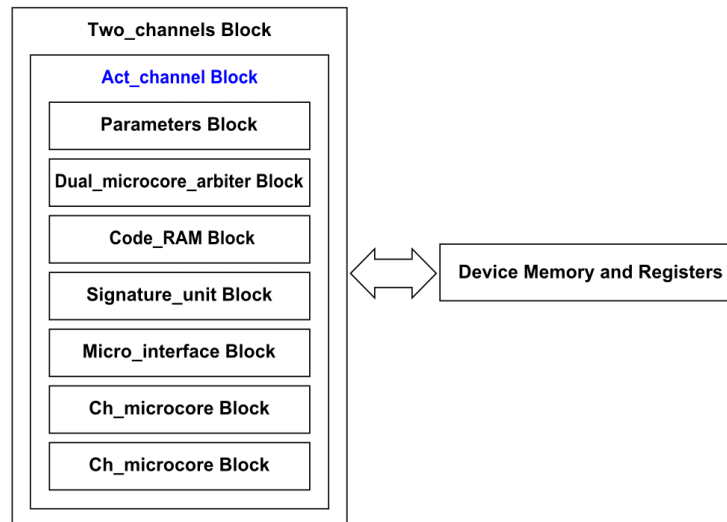 Two_channels Block
Act_channel Block
Parameters Block
Dual_microcore_arbiter Block
Code_RAM Block
Signature_unit Block
Micro_interface Block
Ch_microcore Block
Ch_microcore Block
Device Memory and Registers